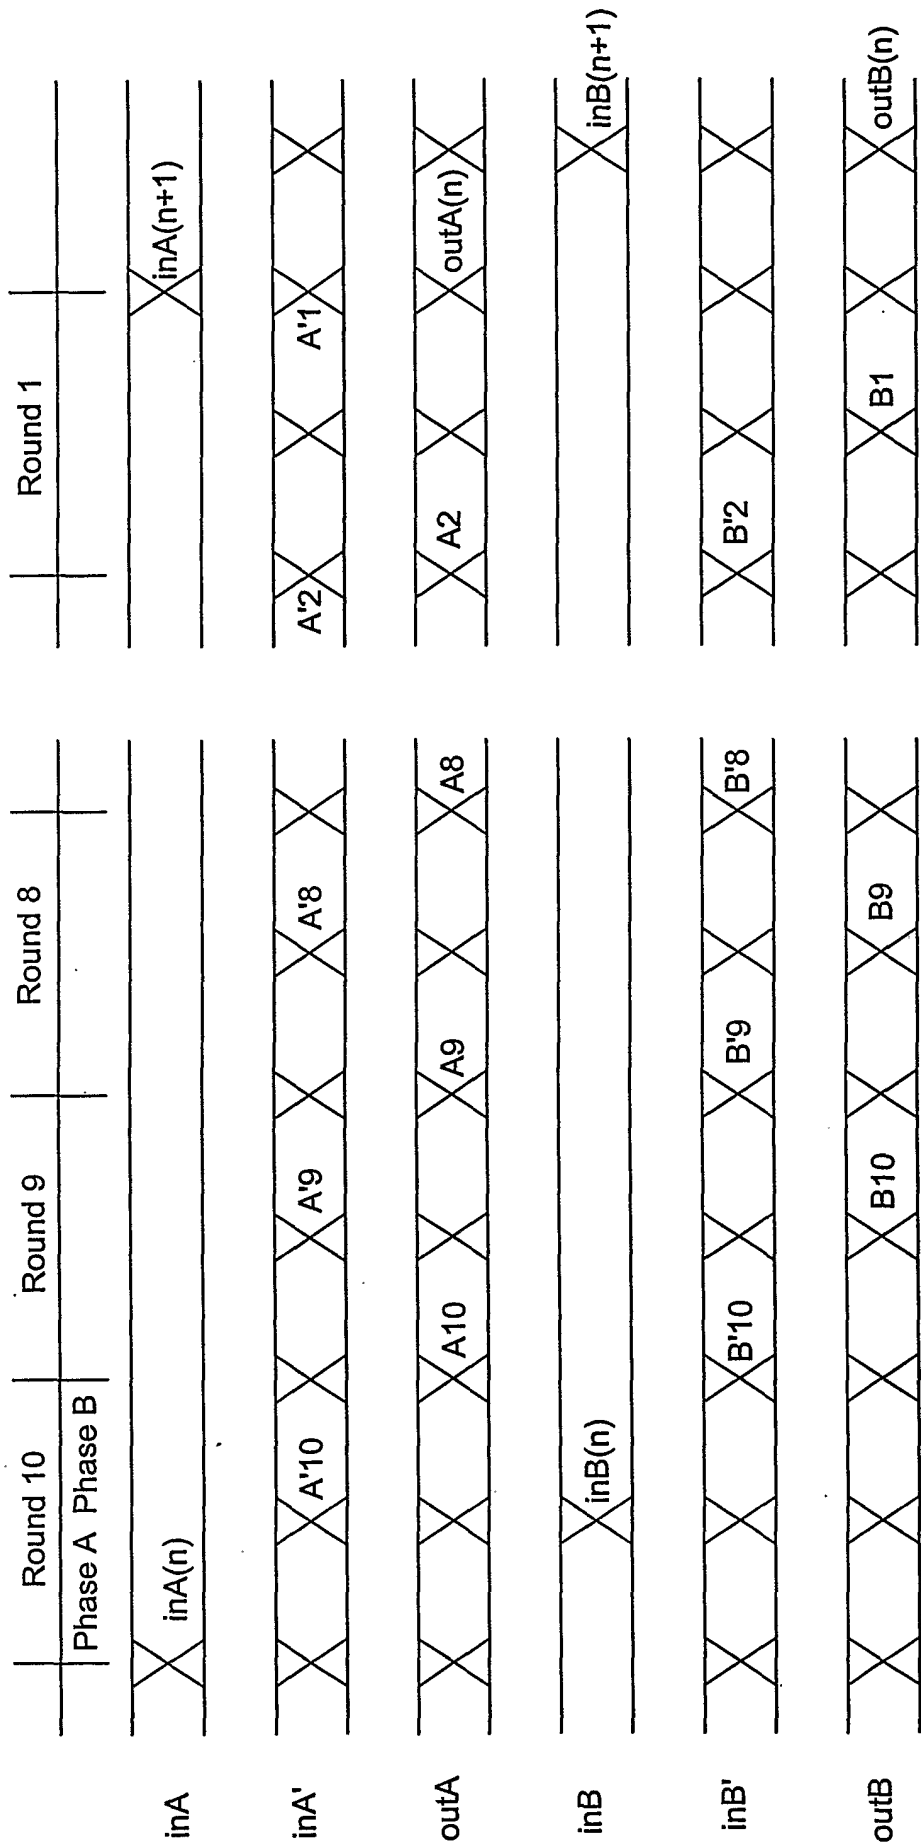 Round 10 Round 9 Round 8 Round 1
Phase A Phase B
inA inA(n) inA(n+1)
inA' A'10 A'9 A'8 A'2 A'1
outA A10 A9 A8 A2 outA(n)
inB inB(n) inB(n+1)
inB' B'10 B'9 B'8 B'2
outB B10 B9 B1 outB(n)